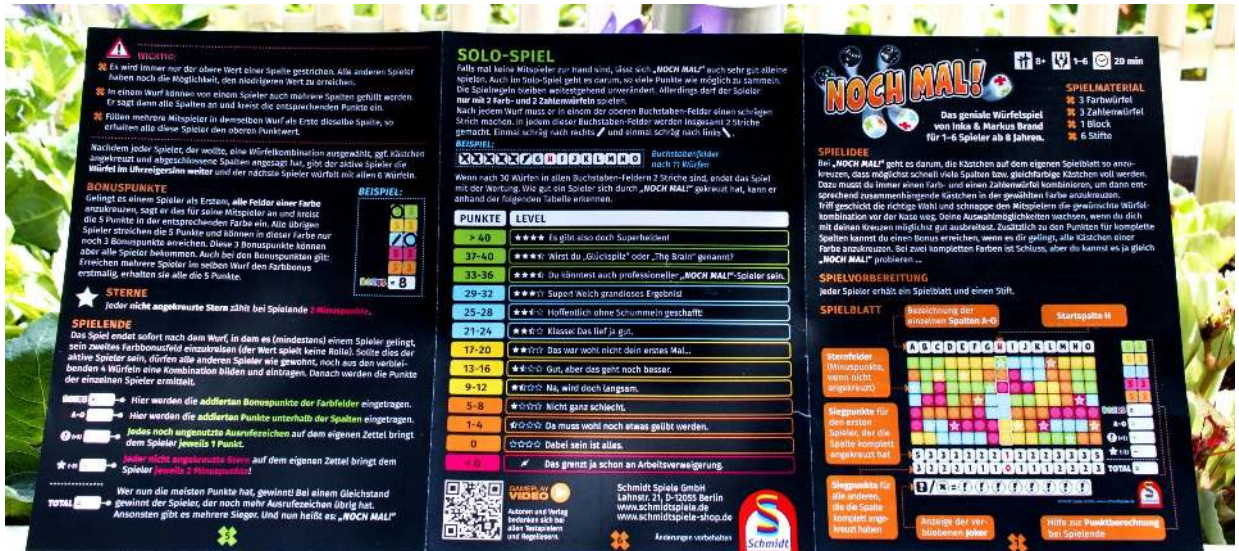 WICHTIG:
Es wird immer nur der obere Wert einer Spalte gestrichen. Alle anderen Spieler
haben noch die Möglichkeit, den niedrigeren Wert zu erreichen.
In einem Wurf können von einem Spieler auch mehrere Spalten gefüllt werden.
Er sagt dann alle Spalten an und kreist die entsprechenden Punkte ein.
Füllen mehrere Mitspieler in demselben Wurf als Erste dieselbe Spalte, so
erhalten alle diese Spieler den oberen Punktwert.
Nachdem jeder Spieler, der wollte, eine Würfelkombination ausgewählt, ggf. Kästchen
angekreuzt und abgeschlossene Spalten angesagt hat, gibt der aktive Spieler die
Würfel im Uhrzeigersinn weiter und der nächste Spieler würfelt mit allen 6 Würfeln.
BONUSPUNKTE
Gelingt es einem Spieler als Erstem, alle Felder einer Farbe
anzukreuzen, sagt er das für seine Mitspieler an und kreist
die 5 Punkte in der entsprechenden Farbe ein. Alle übrigen
Spieler streichen die 5 Punkte und können in dieser Farbe nur
noch 3 Bonuspunkte erreichen. Diese 3 Bonuspunkte können
aber alle Spieler bekommen. Auch bei den Bonuspunkten gilt:
Erreichen mehrere Spieler im selben Wurf den Farbbonus
erstmalig, erhalten sie alle die 5 Punkte.
BEISPIEL:
BONUS = 8
STERNE
Jeder nicht angekreuzte Stern zählt bei Spielende 2 Minuspunkte.
SPIELENDE
Das Spiel endet sofort nach dem Wurf, in dem es (mindestens) einem Spieler gelingt,
sein zweites Farbbonusfeld einzukreisen (der Wert spielt keine Rolle). Sollte dies der
aktive Spieler sein, dürfen alle anderen Spieler wie gewohnt, noch aus den verblei-
benden 4 Würfeln eine Kombination bilden und eintragen. Danach werden die Punkte
der einzelnen Spieler ermittelt.
BONUS = Hier werden die addierten Bonuspunkte der Farbfelder eingetragen.
A-O Hier werden die addierten Punkte unterhalb der Spalten eingetragen.
! (+1) Jedes noch ungenutzte Ausrufezeichen auf dem eigenen Zettel bringt
dem Spieler jeweils 1 Punkt.
★ (-2) Jeder nicht angekreuzte Stern auf dem eigenen Zettel bringt dem
Spieler jeweils 2 Minuspunkte!
TOTAL = Wer nun die meisten Punkte hat, gewinnt! Bei einem Gleichstand
gewinnt der Spieler, der noch mehr Ausrufezeichen übrig hat.
Ansonsten gibt es mehrere Sieger. Und nun heißt es: „NOCH MAL!"
SOLO-SPIEL
Falls mal keine Mitspieler zur Hand sind, lässt sich „NOCH MAL!" auch sehr gut alleine
spielen. Auch im Solo-Spiel geht es darum, so viele Punkte wie möglich zu sammeln.
Die Spielregeln bleiben weitestgehend unverändert. Allerdings darf der Spieler
nur mit 2 Farb- und 2 Zahlenwürfeln spielen.
Nach jedem Wurf muss er in einem der oberen Buchstaben-Felder einen schrägen
Strich machen. In jedem dieser Buchstaben-Felder werden insgesamt 2 Striche
gemacht. Einmal schräg nach rechts / und einmal schräg nach links \.
BEISPIEL:
G H I J K L M N O
Buchstabenfelder
nach 11 Würfen
Wenn nach 30 Würfen in allen Buchstaben-Feldern 2 Striche sind, endet das Spiel
mit der Wertung. Wie gut ein Spieler sich durch „NOCH MAL!" gekreuzt hat, kann er
anhand der folgenden Tabelle erkennen.
PUNKTE LEVEL
> 40 ★★★★ Es gibt also doch Superhelden!
37-40 Wirst du „Glückspilz" oder „The Brain" genannt?
33-36 Du könntest auch professioneller „NOCH MAL!"-Spieler sein.
29-32 ★★★☆ Super! Welch grandioses Ergebnis!
25-28 Hoffentlich ohne Schummeln geschafft!
21-24 Klasse! Das lief ja gut.
17-20 ★★☆☆ Das war wohl nicht dein erstes Mal...
13-16 Gut, aber das geht noch besser.
9-12 Na, wird doch langsam.
5-8 ★☆☆☆ Nicht ganz schlecht.
1-4 Da muss wohl noch etwas geübt werden.
0 ☆☆☆☆ Dabei sein ist alles.
< 0 Das grenzt ja schon an Arbeitsverweigerung.
GAMEPLAY
VIDEO
Autoren und Verlag
bedanken sich bei
allen Testspielern
und Regellesern.
Schmidt Spiele GmbH
Lahnstr. 21, D-12055 Berlin
www.schmidtspiele.de
www.schmidtspiele-shop.de
Änderungen vorbehalten
Schmidt
NOCH MAL!
8+ 1-6 20 min
SPIELMATERIAL
3 Farbwürfel
3 Zahlenwürfel
1 Block
6 Stifte
Das geniale Würfelspiel
von Inka & Markus Brand
für 1-6 Spieler ab 8 Jahren.
SPIELIDEE
Bei „NOCH MAL!" geht es darum, die Kästchen auf dem eigenen Spielblatt so anzu-
kreuzen, dass möglichst schnell viele Spalten bzw. gleichfarbige Kästchen voll werden.
Dazu musst du immer einen Farb- und einen Zahlenwürfel kombinieren, um dann ent-
sprechend zusammenhängende Kästchen in der gewählten Farbe anzukreuzen.
Triff geschickt die richtige Wahl und schnappe den Mitspielern die gewünschte Würfel-
kombination vor der Nase weg. Deine Auswahlmöglichkeiten wachsen, wenn du dich
mit deinen Kreuzen möglichst gut ausbreitest. Zusätzlich zu den Punkten für komplette
Spalten kannst du einen Bonus erreichen, wenn es dir gelingt, alle Kästchen einer
Farbe anzukreuzen. Bei zwei kompletten Farben ist Schluss, aber du kannst es ja gleich
„NOCH MAL!" probieren ...
SPIELVORBEREITUNG
Jeder Spieler erhält ein Spielblatt und einen Stift.
SPIELBLATT
Bezeichnung der
einzelnen Spalten A-O
Startspalte H
A B C D E F G H I J K L M N O
Sternfelder
(Minuspunkte,
wenn nicht
angekreuzt)
Siegpunkte für
den ersten
Spieler, der die
Spalte komplett
angekreuzt hat
5 3 3 3 2 2 2 1 2 2 2 3 3 3 5
3 2 2 2 1 1 1 0 1 1 1 2 2 2 3
BONUS =
A-O
! (+1)
★ (-2)
TOTAL =
Siegpunkte für
alle anderen,
die die Spalte
komplett ange-
kreuzt haben
Anzeige der ver-
bliebenen Joker
Hilfe zur Punktberechnung
bei Spielende
Schmidt